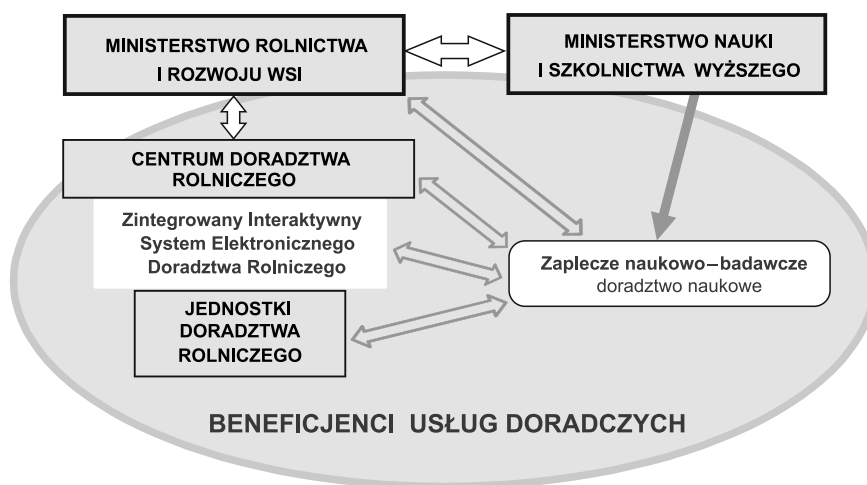 MINISTERSTWO ROLNICTWA
I ROZWOJU WSI
MINISTERSTWO NAUKI
I SZKOLNICTWA WYŻSZEGO
CENTRUM DORADZTWA
ROLNICZEGO
Zintegrowany Interaktywny
System Elektronicznego
Doradztwa Rolniczego
Zaplecze naukowo–badawcze
doradztwo naukowe
JEDNOSTKI
DORADZTWA
ROLNICZEGO
BENEFICJENCI USŁUG DORADCZYCH